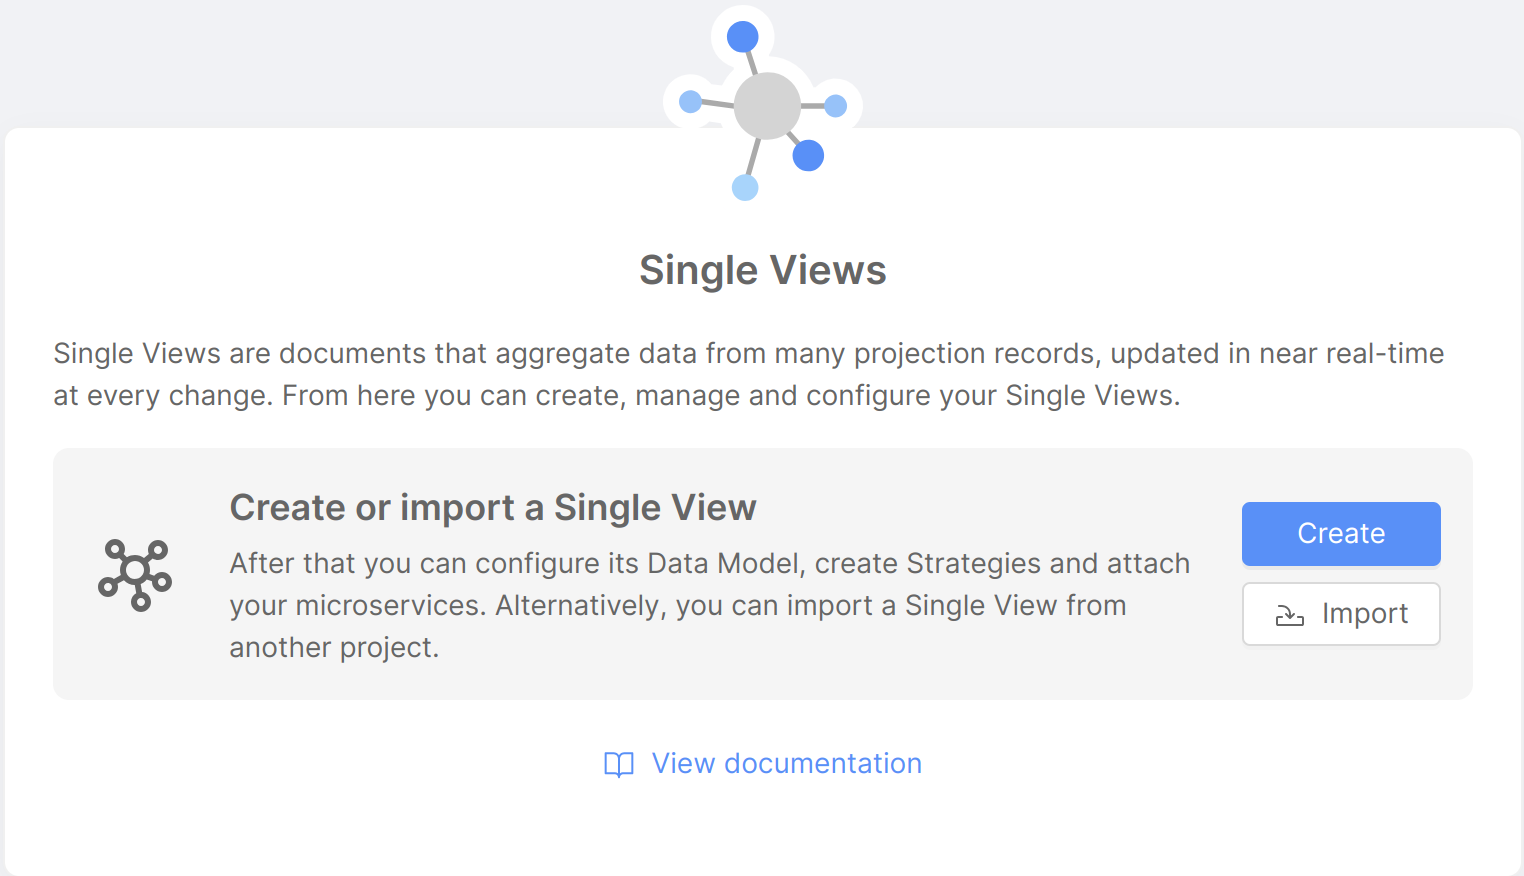 Single Views
Single Views are documents that aggregate data from many projection records, updated in near real-time
at every change. From here you can create, manage and configure your Single Views.
Create or import a Single View
After that you can configure its Data Model, create Strategies and attach
your microservices. Alternatively, you can import a Single View from
another project.
Create
Import
View documentation